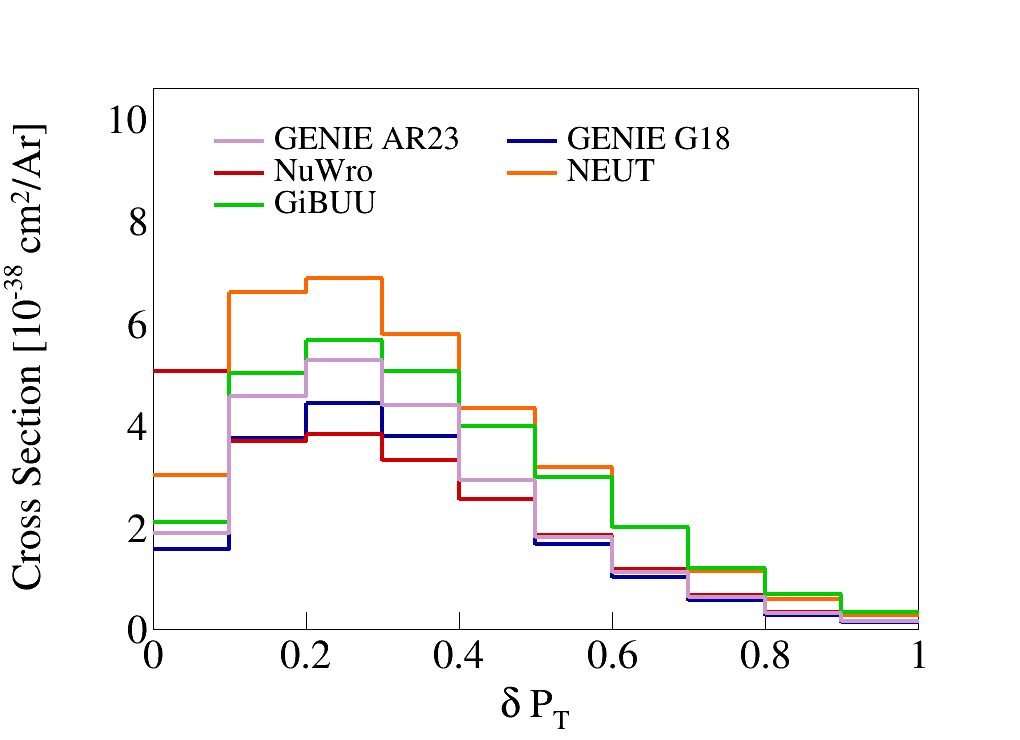 Cross Section [10⁻³⁸ cm²/Ar]
10
8
6
4
2
0
GENIE AR23
GENIE G18
NuWro
NEUT
GiBUU
0 0.2 0.4 0.6 0.8 1
δ P_T